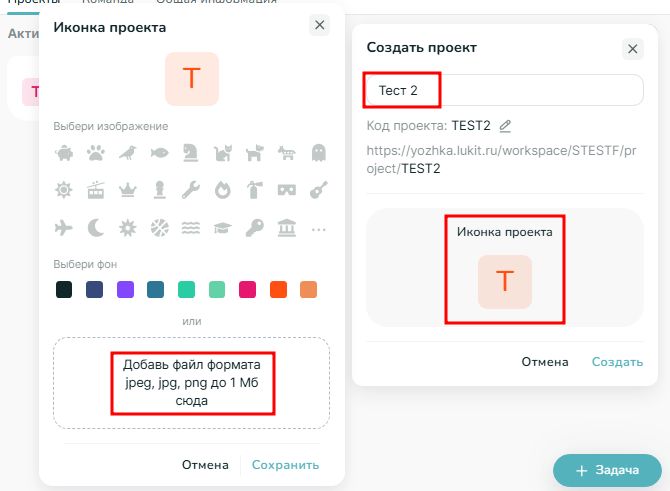 Проекты Команда Общая информация
Акти
Т
Иконка проекта
Т
Выбери изображение
Выбери фон
или
Добавь файл формата
jpeg, jpg, png до 1 Мб
сюда
Отмена Сохранить
Создать проект
Тест 2
Код проекта: TEST2
https://yozhka.lukit.ru/workspace/STESTF/pr
oject/TEST2
Иконка проекта
Т
Отмена Создать
+ Задача